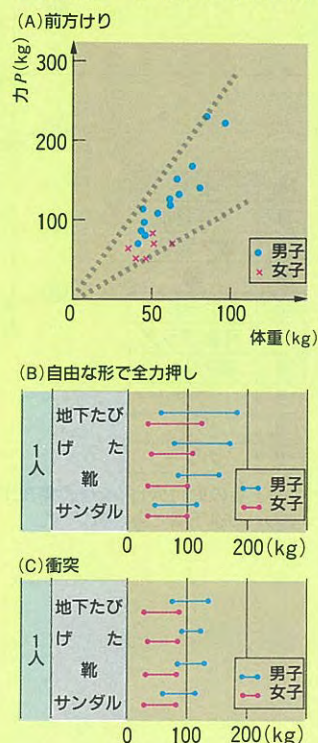 (A)前方けり
力P(kg)
300
200
100
0
50
100
体重(kg)
男子
女子
(B)自由な形で全力押し
1人
地下たび
げた
靴
サンダル
男子
女子
0
100
200(kg)
(C)衝突
1人
地下たび
げた
靴
サンダル
男子
女子
0
100
200(kg)